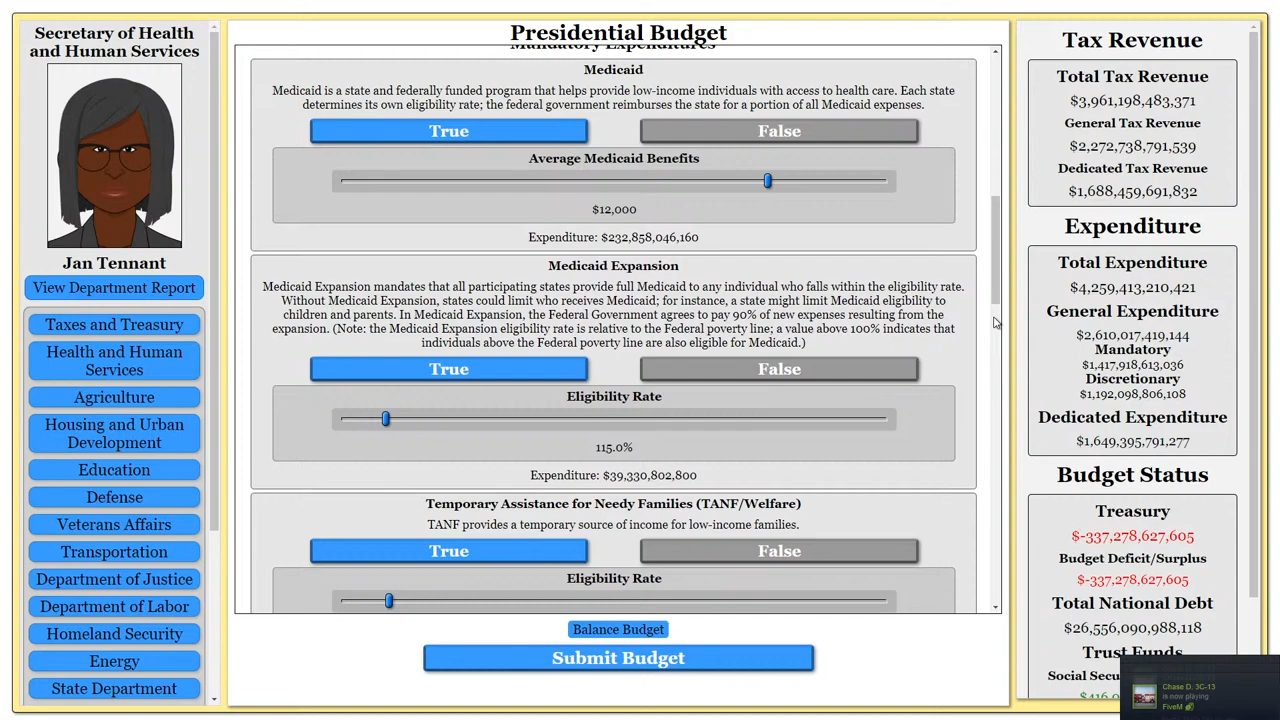 Secretary of Health
and Human Services
Jan Tennant
View Department Report
Taxes and Treasury
Health and Human
Services
Agriculture
Housing and Urban
Development
Education
Defense
Veterans Affairs
Transportation
Department of Justice
Department of Labor
Homeland Security
Energy
State Department
Presidential Budget
Mandatory Expenditures
Medicaid
Medicaid is a state and federally funded program that helps provide low-income individuals with access to health care. Each state
determines its own eligibility rate; the federal government reimburses the state for a portion of all Medicaid expenses.
True False
Average Medicaid Benefits
$12,000
Expenditure: $232,858,046,160
Medicaid Expansion
Medicaid Expansion mandates that all participating states provide full Medicaid to any individual who falls within the eligibility rate.
Without Medicaid Expansion, states could limit who receives Medicaid; for instance, a state might limit Medicaid eligibility to
children and parents. In Medicaid Expansion, the Federal Government agrees to pay 90% of new expenses resulting from the
expansion. (Note: the Medicaid Expansion eligibility rate is relative to the Federal poverty line; a value above 100% indicates that
individuals above the Federal poverty line are also eligible for Medicaid.)
True False
Eligibility Rate
115.0%
Expenditure: $39,330,802,800
Temporary Assistance for Needy Families (TANF/Welfare)
TANF provides a temporary source of income for low-income families.
True False
Eligibility Rate
Balance Budget
Submit Budget
Tax Revenue
Total Tax Revenue
$3,961,198,483,371
General Tax Revenue
$2,272,738,791,539
Dedicated Tax Revenue
$1,688,459,691,832
Expenditure
Total Expenditure
$4,259,413,210,421
General Expenditure
$2,610,017,419,144
Mandatory
$1,417,918,613,036
Discretionary
$1,192,098,806,108
Dedicated Expenditure
$1,649,395,791,277
Budget Status
Treasury
$-337,278,627,605
Budget Deficit/Surplus
$-337,278,627,605
Total National Debt
$26,556,090,988,118
Trust Funds
Social
Chase D. 3C-13
is now playing
FiveM